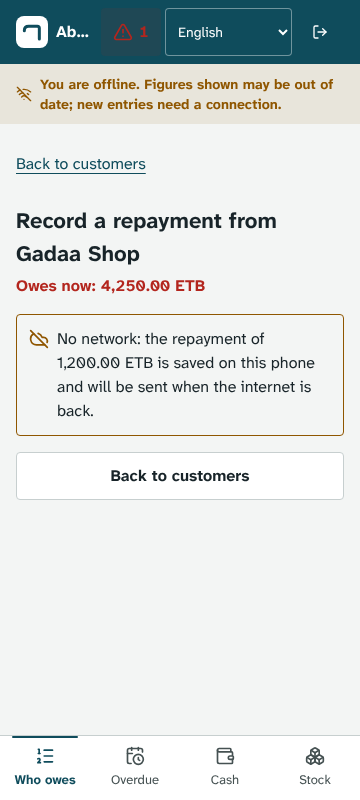 Ab...
1
English
You are offline. Figures shown may be out of
date; new entries need a connection.
Back to customers
Record a repayment from
Gadaa Shop
Owes now: 4,250.00 ETB
No network: the repayment of
1,200.00 ETB is saved on this phone
and will be sent when the internet is
back.
Back to customers
Who owes
Overdue
Cash
Stock